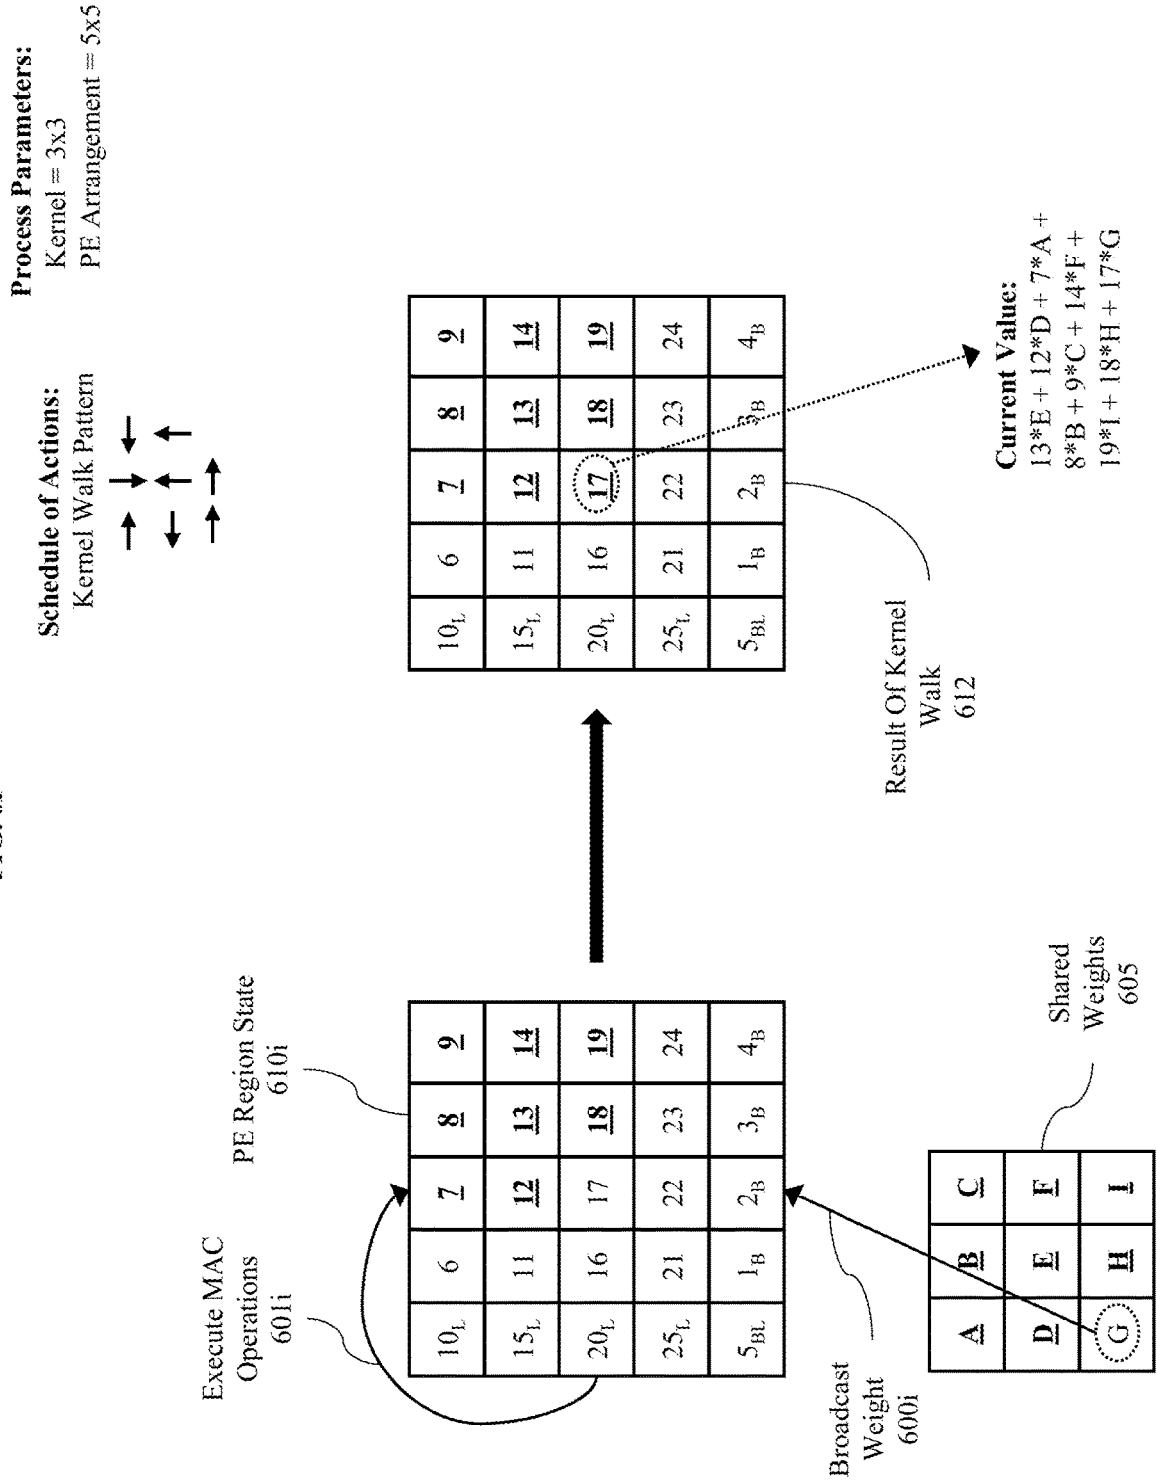 Schedule of Actions:
Kernel Walk Pattern
Process Parameters:
Kernel = 3x3
PE Arrangement = 5x5
Execute MAC
Operations
601i
PE Region State
610i
10L 6 7 8 9
15L 11 12 13 14
20L 16 17 18 19
25L 21 22 23 24
5BL 1B 2B 3B 4B
10L 6 7 8 9
15L 11 12 13 14
20L 16 17 18 19
25L 21 22 23 24
5BL 1B 2B 3B 4B
Broadcast
Weight
600i
A B C
D E F
G H I
Shared
Weights
605
Result Of Kernel
Walk
612
Current Value:
13*E + 12*D + 7*A +
8*B + 9*C + 14*F +
19*I + 18*H + 17*G